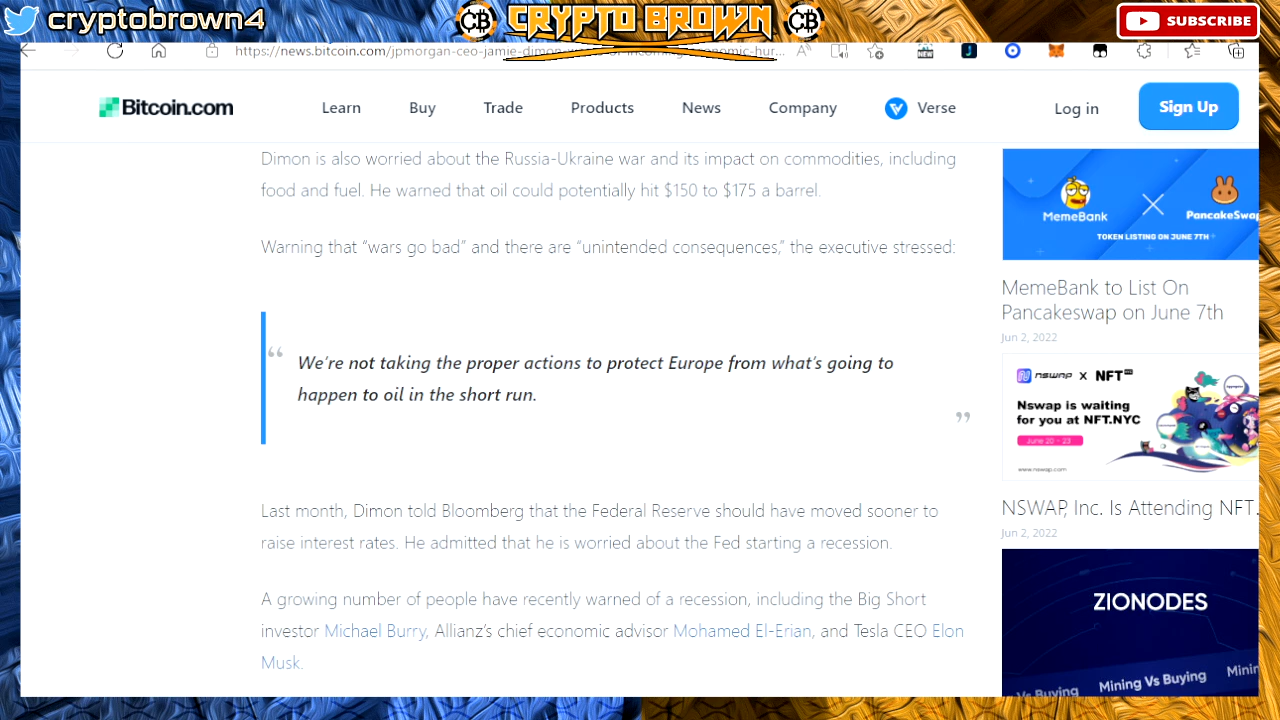 cryptobrown4
CB CRYPTO BROWN CB
SUBSCRIBE
https://news.bitcoin.com/jpmorgan-ceo-jamie-dimon-
Bitcoin.com
Learn Buy Trade Products News Company Verse Log in Sign Up
Dimon is also worried about the Russia-Ukraine war and its impact on commodities, including
food and fuel. He warned that oil could potentially hit $150 to $175 a barrel.
Warning that “wars go bad” and there are “unintended consequences,” the executive stressed:
“ We’re not taking the proper actions to protect Europe from what’s going to
happen to oil in the short run. ”
Last month, Dimon told Bloomberg that the Federal Reserve should have moved sooner to
raise interest rates. He admitted that he is worried about the Fed starting a recession.
A growing number of people have recently warned of a recession, including the Big Short
investor Michael Burry, Allianz’s chief economic advisor Mohamed El-Erian, and Tesla CEO Elon
Musk.
MemeBank PancakeSwap
TOKEN LISTING ON JUNE 7TH
MemeBank to List On
Pancakeswap on June 7th
Jun 2, 2022
nswap x NFT
Nswap is waiting
for you at NFT.NYC
June 20 - 23
www.nswap.com
NSWAP, Inc. Is Attending NFT.
Jun 2, 2022
ZIONODES
Vs Buying Mining Vs Buying Minin